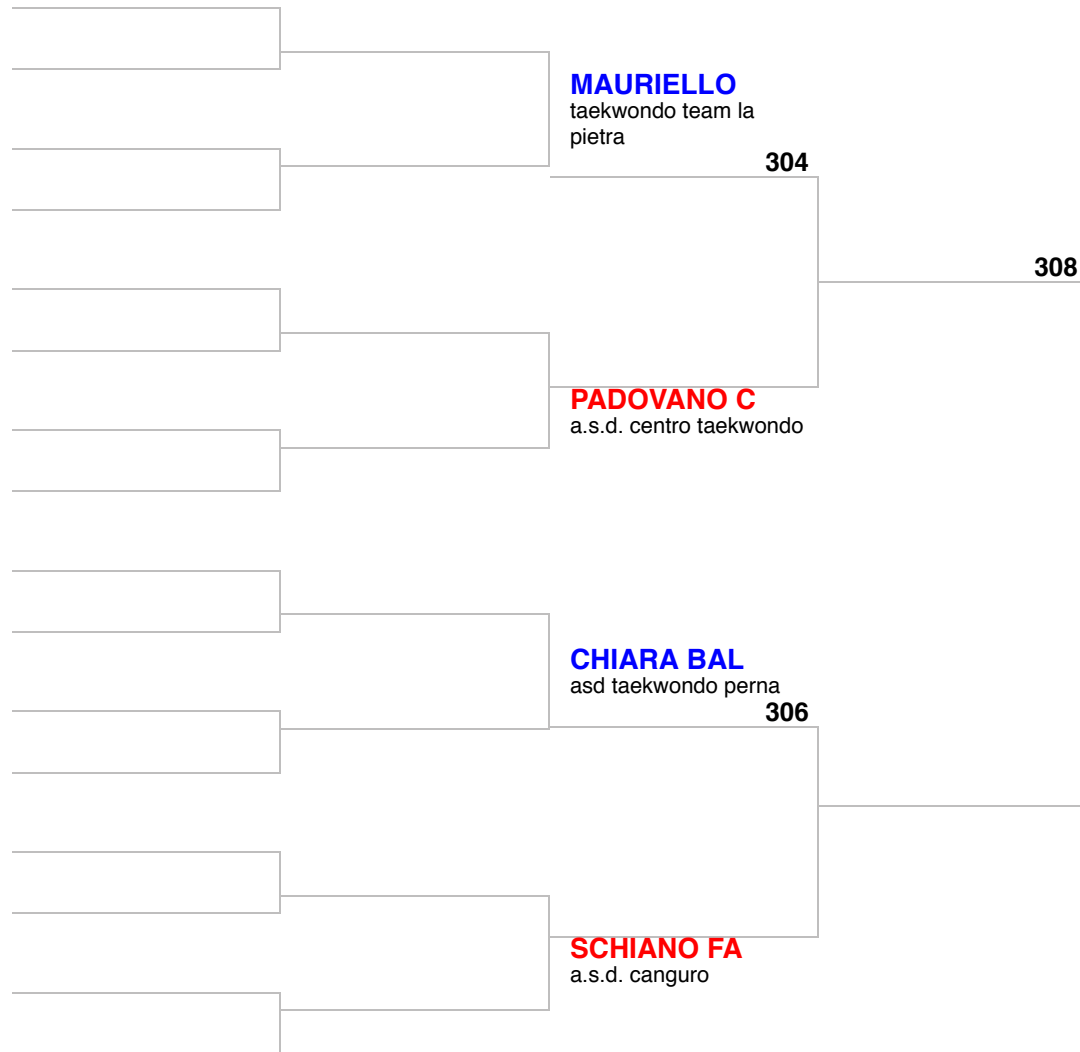 MAURIELLO
taekwondo team la
pietra
304
308
PADOVANO C
a.s.d. centro taekwondo
CHIARA BAL
asd taekwondo perna
306
SCHIANO FA
a.s.d. canguro